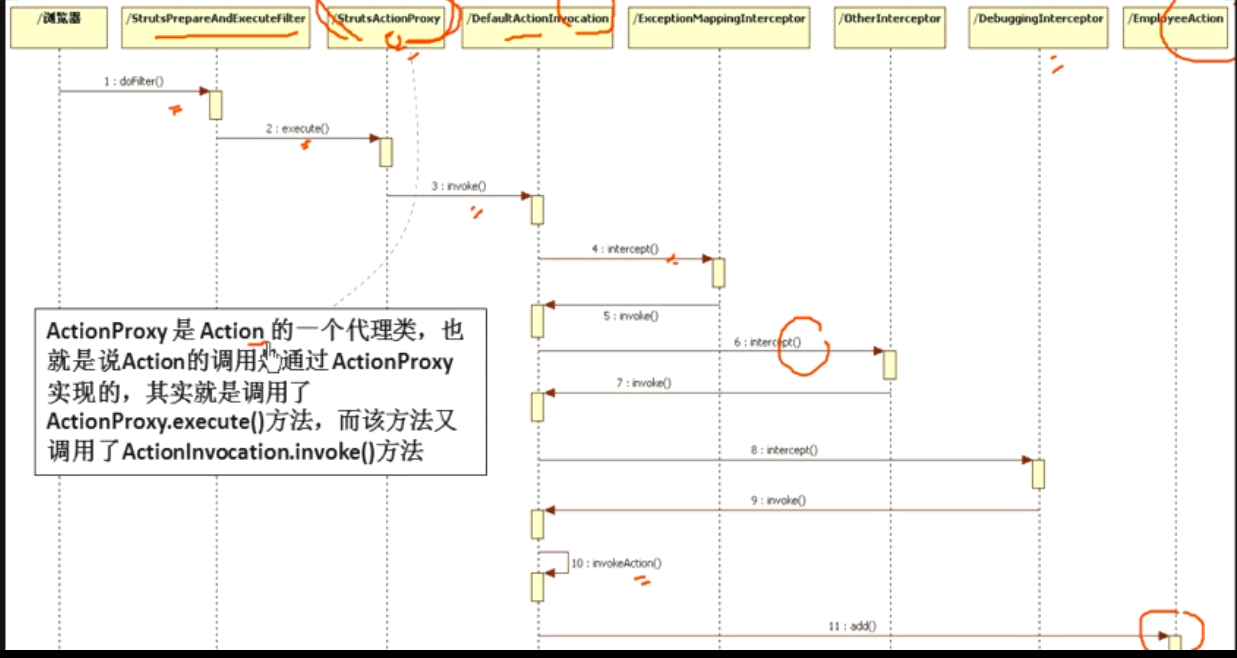 /浏览器
/StrutsPrepareAndExecuteFilter
/StrutsActionProxy
/DefaultActionInvocation
/ExceptionMappingInterceptor
/OtherInterceptor
/DebuggingInterceptor
/EmployeeAction
1 : doFilter()
2 : execute()
3 : invoke()
4 : intercept()
5 : invoke()
6 : intercept()
7 : invoke()
8 : intercept()
9 : invoke()
10 : invokeAction()
11 : add()
ActionProxy 是 Action 的一个代理类，也
就是说Action的调用通过 ActionProxy
实现的，其实就是调用了
ActionProxy.execute()方法，而该方法又
调用了ActionInvocation.invoke()方法